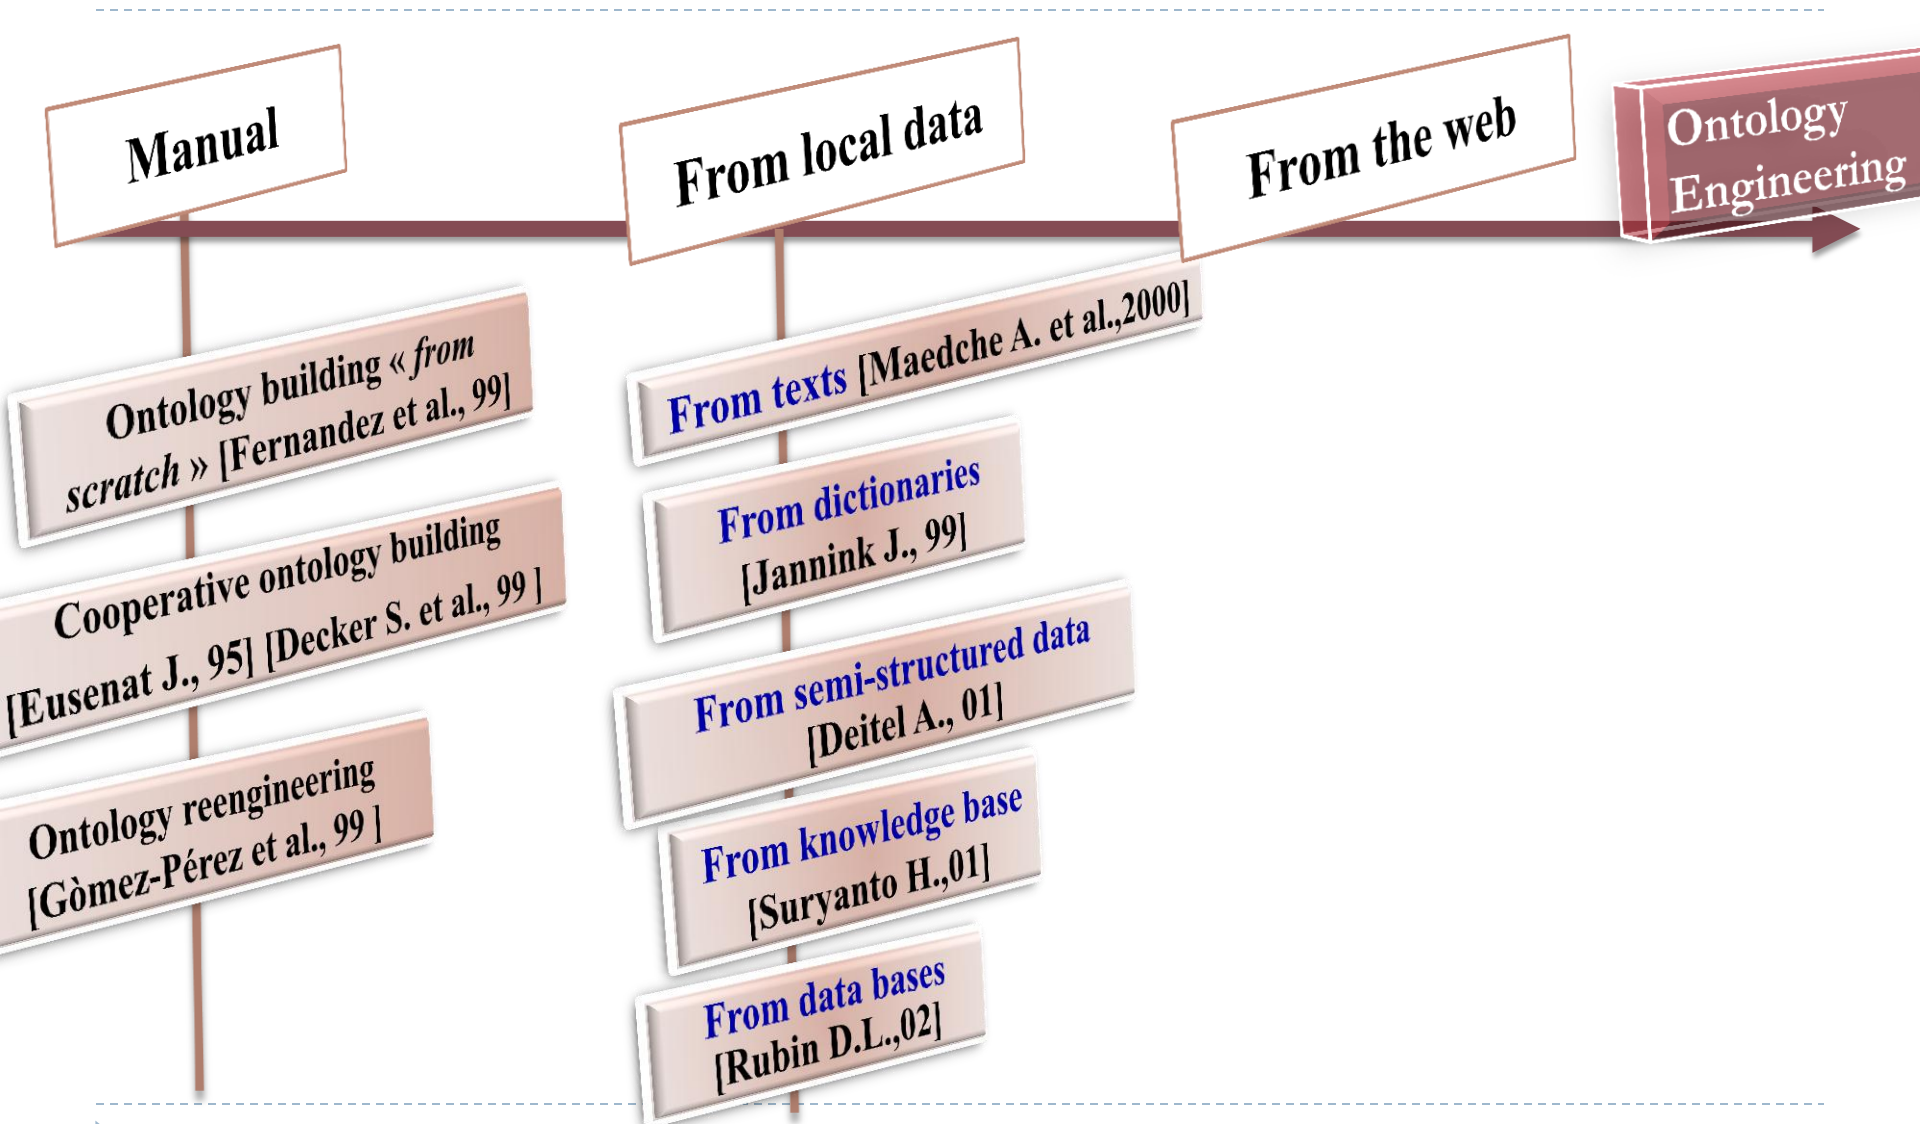 Manual
From local data
From the web
Ontology
Engineering
Ontology building « from
scratch » [Fernandez et al., 99]
Cooperative ontology building
[Eusenat J., 95] [Decker S. et al., 99 ]
Ontology reengineering
[Gòmez-Pérez et al., 99 ]
From texts [Maedche A. et al.,2000]
From dictionaries
[Jannink J., 99]
From semi-structured data
[Deitel A., 01]
From knowledge base
[Suryanto H.,01]
From data bases
[Rubin D.L.,02]